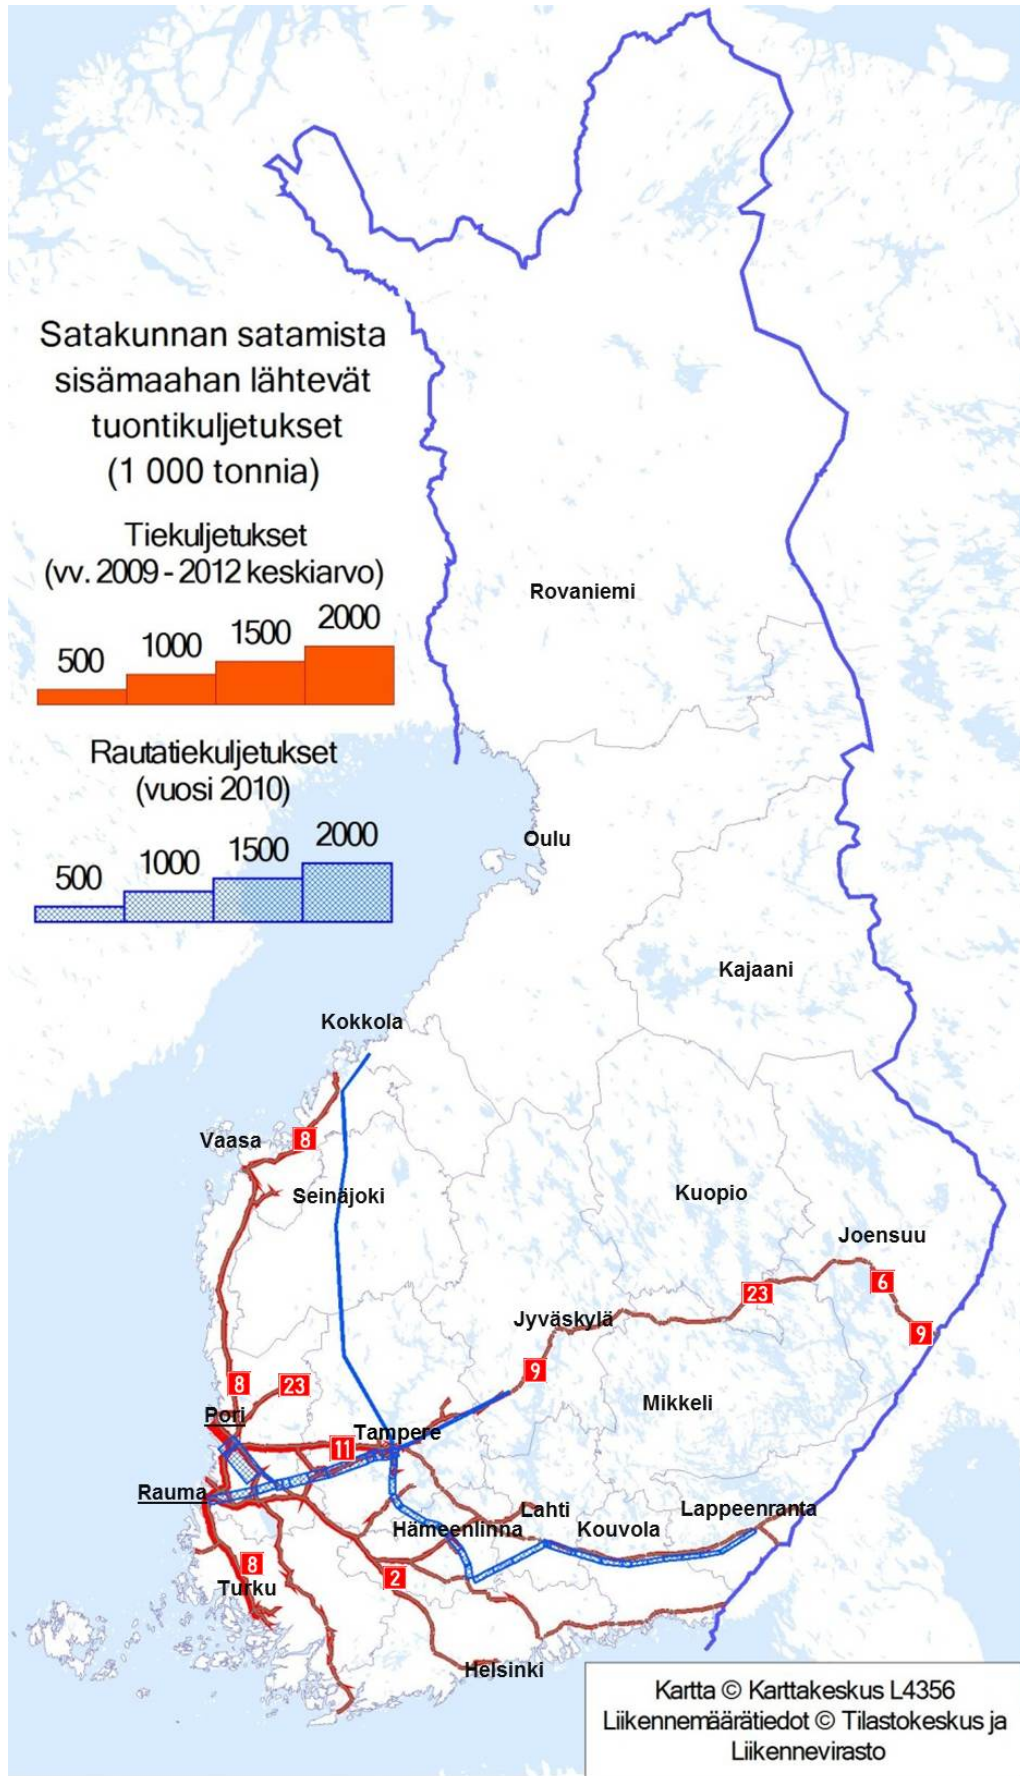 Satakunnan satamista
sisämaahan lähtevät
tuontikuljetukset
(1 000 tonnia)
Tiekuljetukset
(vv. 2009 - 2012 keskiarvo)
500
1000
1500
2000
Rautatiekuljetukset
(vuosi 2010)
500
1000
1500
2000
Rovaniemi
Oulu
Kajaani
Kokkola
Vaasa
8
Seinäjoki
Kuopio
Joensuu
6
23
Jyväskylä
9
9
8
23
Mikkeli
Pori
Tampere
11
Rauma
Lahti
Lappeenranta
Hämeenlinna
Kouvola
8
2
Turku
Helsinki
Kartta © Karttakeskus L4356
Liikennemäärätiedot © Tilastokeskus ja
Liikennevirasto